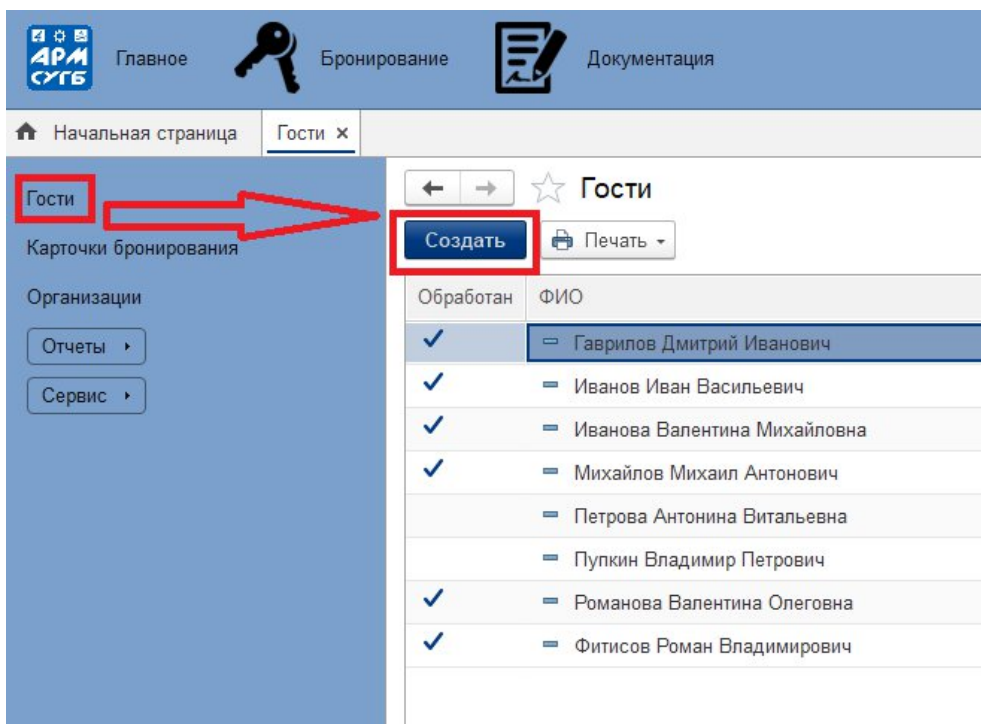 АРМ
СУГБ
Главное
Бронирование
Документация
Начальная страница
Гости ×
Гости
Карточки бронирования
Организации
Отчеты
Сервис
Гости
Создать
Печать
Обработан ФИО
Гаврилов Дмитрий Иванович
Иванов Иван Васильевич
Иванова Валентина Михайловна
Михайлов Михаил Антонович
Петрова Антонина Витальевна
Пупкин Владимир Петрович
Романова Валентина Олеговна
Фитисов Роман Владимирович